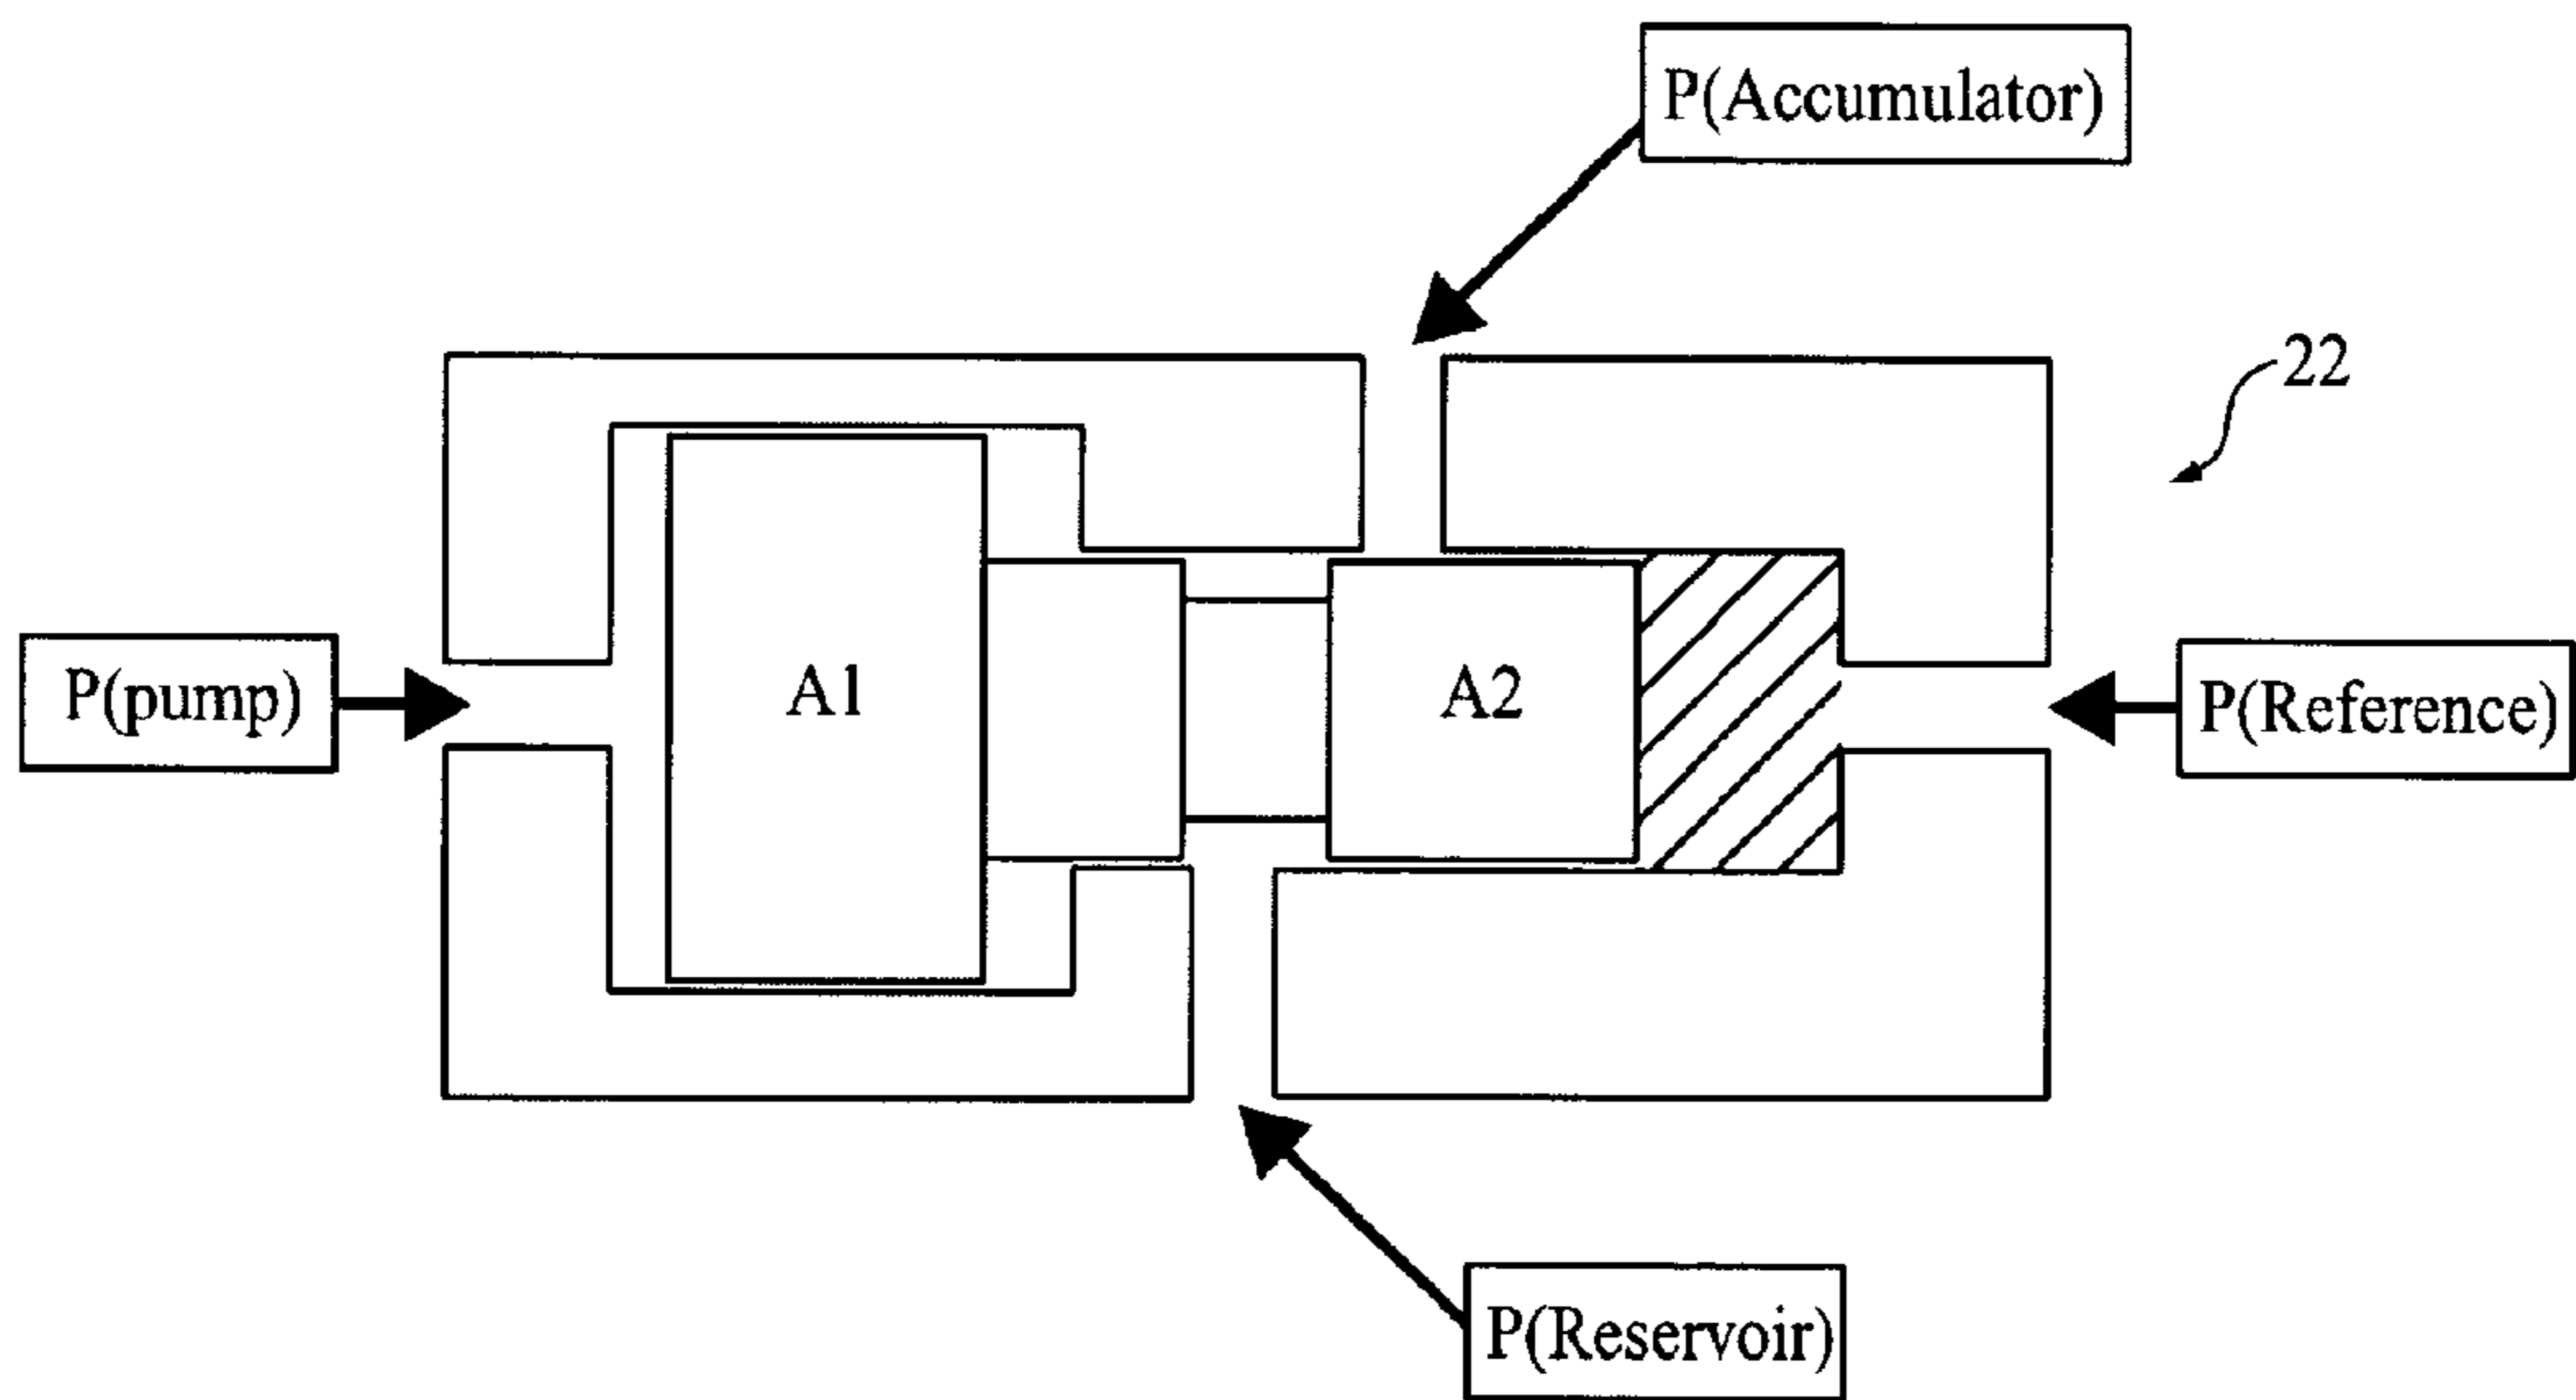 P(Accumulator)
22
P(pump)
A1
A2
P(Reference)
P(Reservoir)